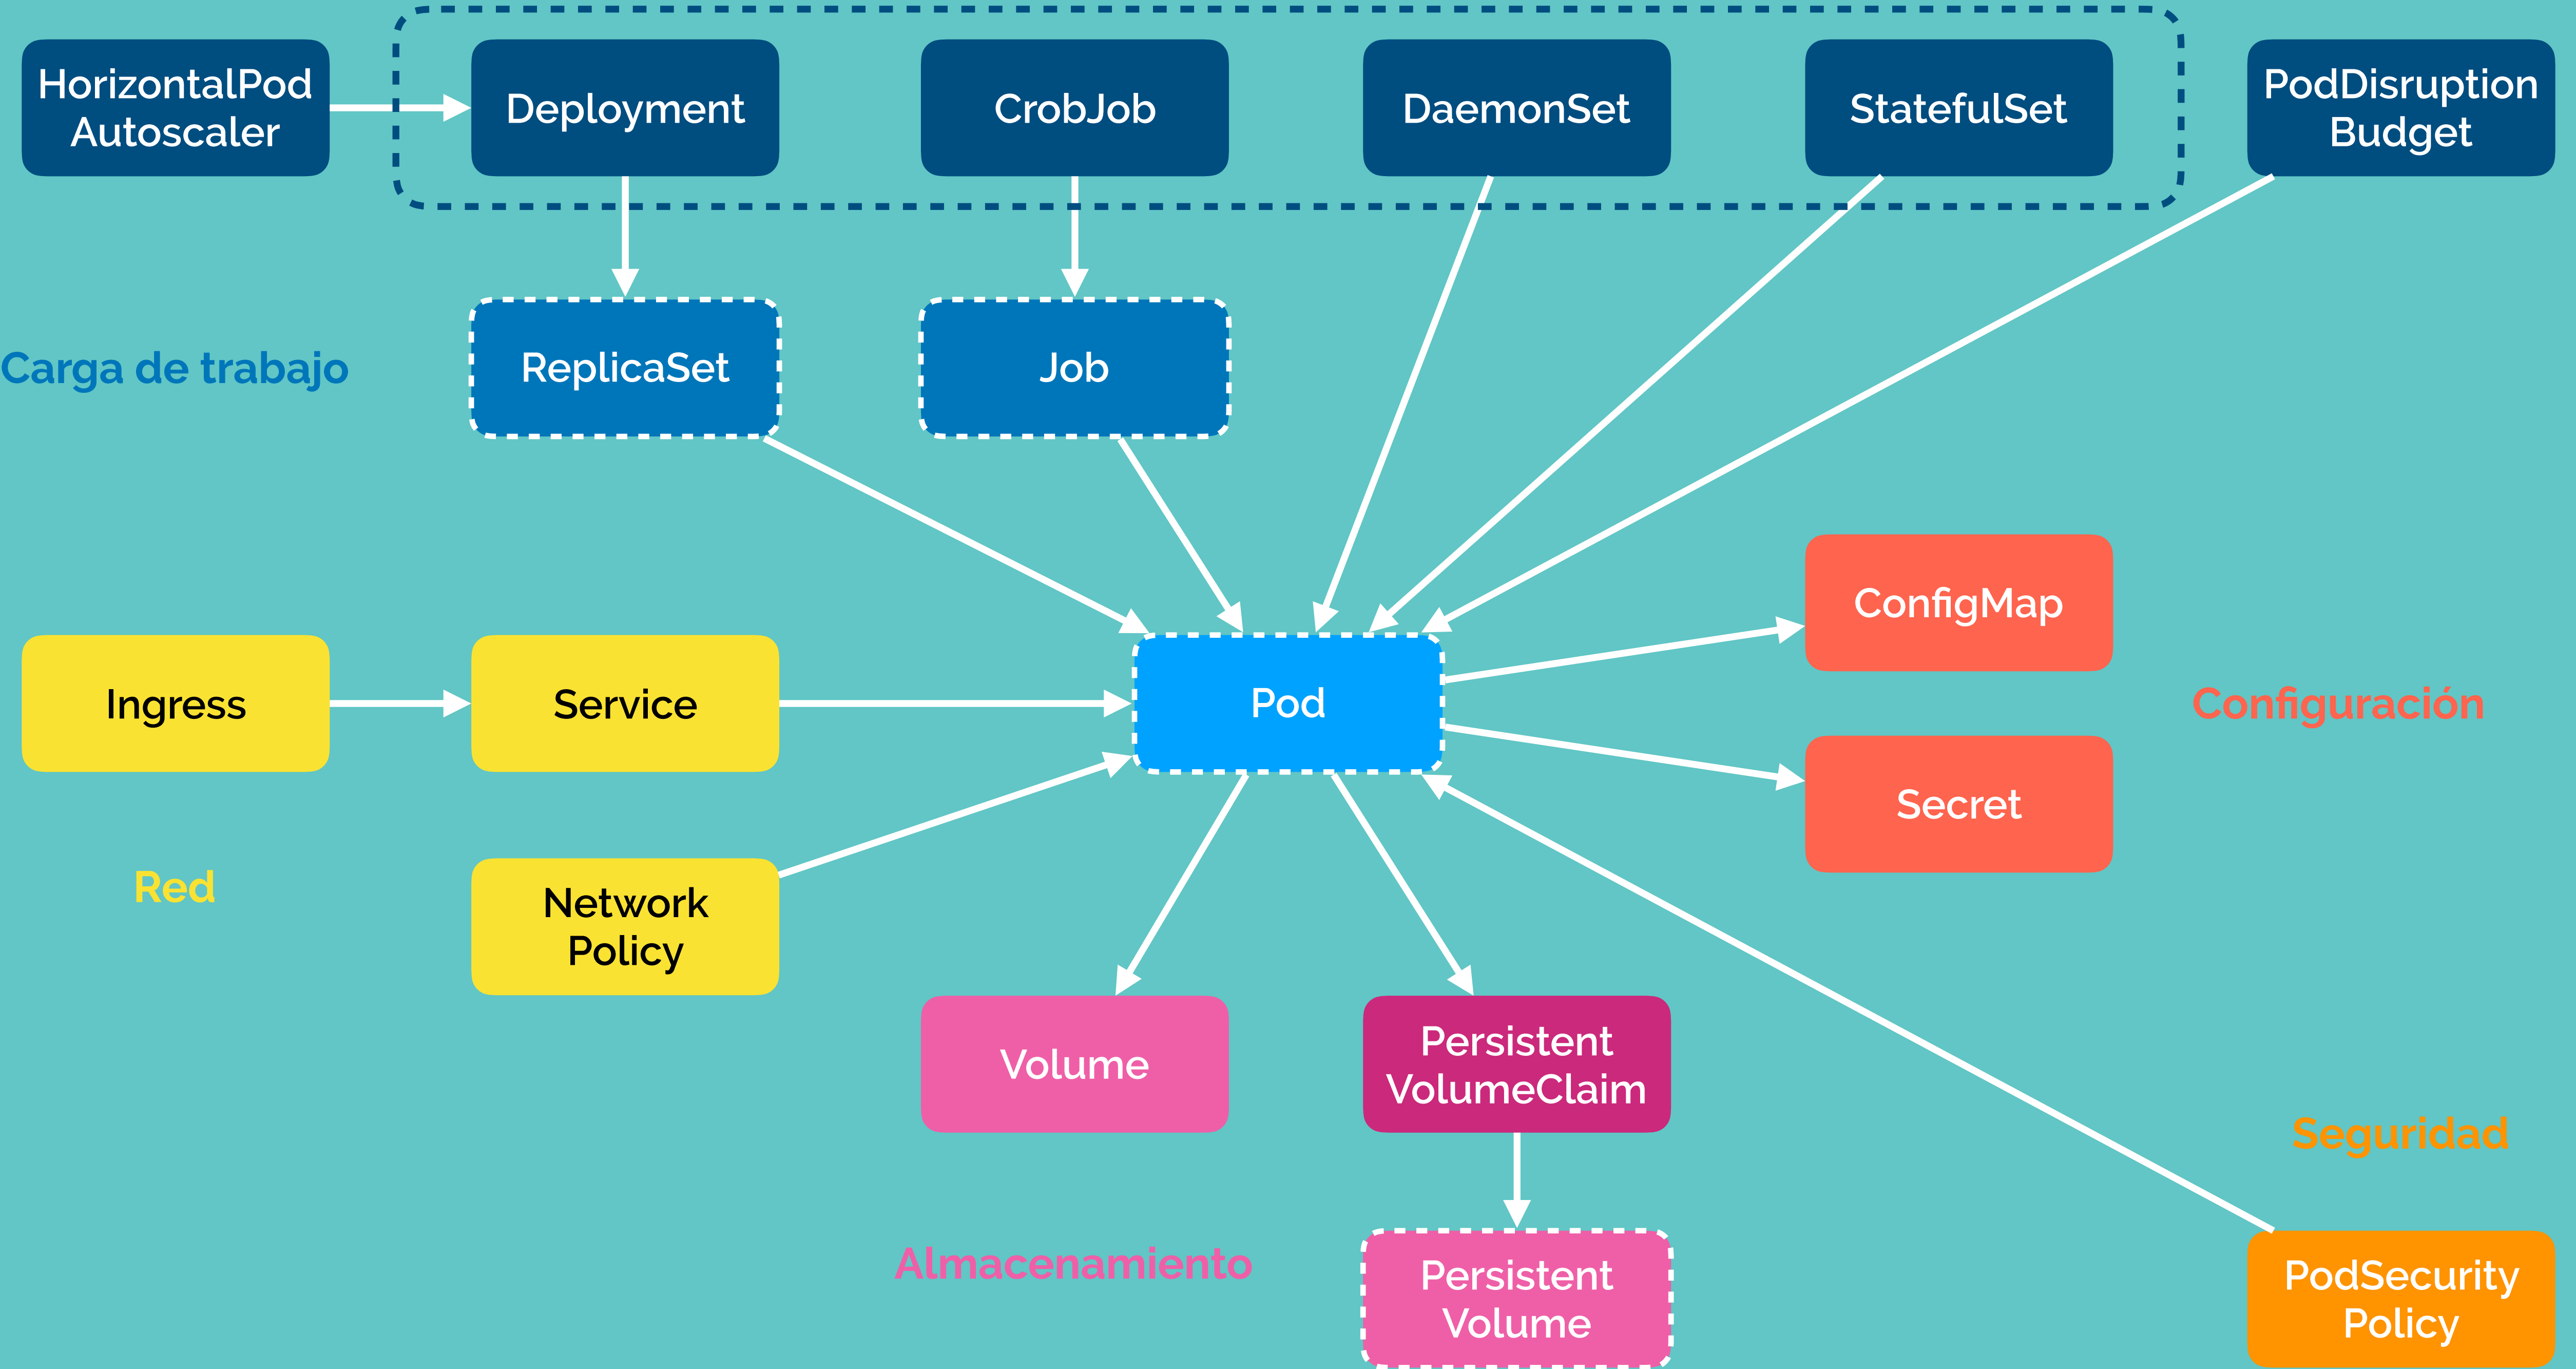 HorizontalPod
Autoscaler
Deployment
CrobJob
DaemonSet
StatefulSet
PodDisruption
Budget
Carga de trabajo
ReplicaSet
Job
Ingress
Service
Pod
ConfigMap
Configuración
Secret
Red
Network
Policy
Volume
Persistent
VolumeClaim
Seguridad
Almacenamiento
Persistent
Volume
PodSecurity
Policy